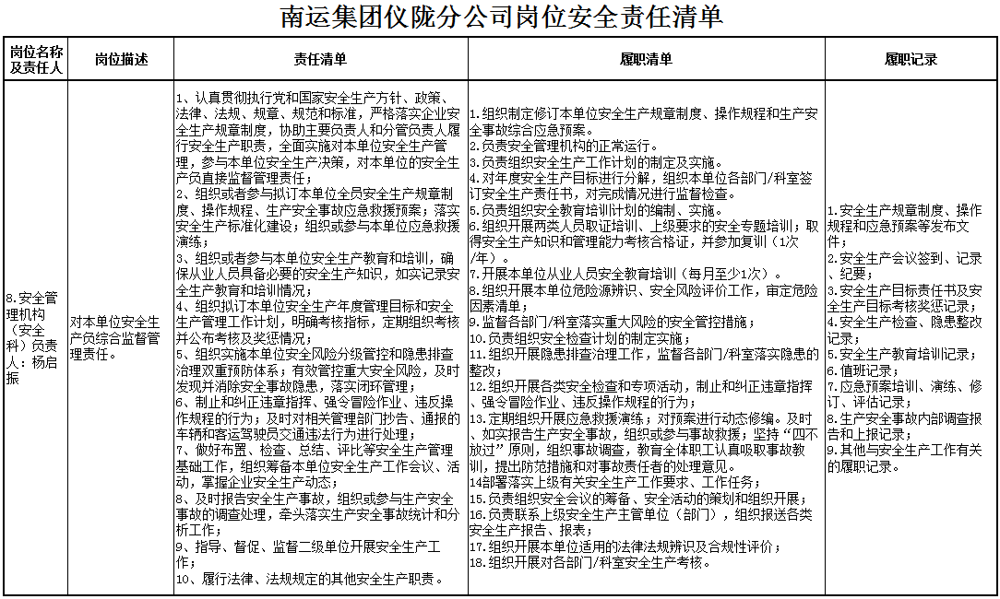 南运集团仪陇分公司岗位安全责任清单
岗位名称
及责任人
岗位描述
责任清单
履职清单
履职记录
8.安全管
理机构
（安全
科）负责
人：杨启
振
对本单位安全生
产负综合监督管
理责任。
1、认真贯彻执行党和国家安全生产方针、政策、
法律、法规、规章、规范和标准，严格落实企业安
全生产规章制度，协助主要负责人和分管负责人履
行安全生产职责，全面实施对本单位安全生产管
理，参与本单位安全生产决策，对本单位的安全生
产负直接监督管理责任；
2、组织或者参与拟订本单位全员安全生产规章制
度、操作规程、生产安全事故应急救援预案；落实
安全生产标准化建设；组织或参与本单位应急救援
演练；
3、组织或者参与本单位安全生产教育和培训，确
保从业人员具备必要的安全生产知识，如实记录安
全生产教育和培训情况；
4、组织拟订本单位安全生产年度管理目标和安全
生产管理工作计划，明确考核指标，定期组织考核
并公布考核及奖惩情况；
5、组织实施本单位安全风险分级管控和隐患排查
治理双重预防体系；有效管控重大安全风险，及时
发现并消除安全事故隐患，落实闭环管理；
6、制止和纠正违章指挥、强令冒险作业、违反操
作规程的行为；及时对相关管理部门抄告、通报的
车辆和客运驾驶员交通违法行为进行处理；
7、做好布置、检查、总结、评比等安全生产管理
基础工作，组织筹备本单位安全生产工作会议、活
动，掌握企业安全生产动态；
8、及时报告安全生产事故，组织或参与生产安全
事故的调查处理，牵头落实生产安全事故统计和分
析工作；
9、指导、督促、监督二级单位开展安全生产工
作；
10、履行法律、法规规定的其他安全生产职责。
1.组织制定修订本单位安全生产规章制度、操作规程和生产安
全事故综合应急预案。
2.负责安全管理机构的正常运行。
3.负责组织安全生产工作计划的制定及实施。
4.对年度安全生产目标进行分解，组织本单位各部门/科室签
订安全生产责任书，对完成情况进行监督检查。
5.负责组织安全教育培训计划的编制、实施。
6.组织开展两类人员取证培训、上级要求的安全专题培训；取
得安全生产知识和管理能力考核合格证，并参加复训（1次
/年）。
7.开展本单位从业人员安全教育培训（每月至少1次）。
8.组织开展本单位危险源辨识、安全风险评价工作，审定危险
因素清单；
9.监督各部门/科室落实重大风险的安全管控措施；
10.负责组织安全检查计划的制定实施；
11.组织开展隐患排查治理工作，监督各部门/科室落实隐患的
整改；
12.组织开展各类安全检查和专项活动，制止和纠正违章指挥
、强令冒险作业、违反操作规程的行为；
13.定期组织开展应急救援演练；对预案进行动态修编。及时
、如实报告生产安全事故，组织或参与事故救援；坚持“四不
放过”原则，组织事故调查，教育全体职工认真吸取事故教
训，提出防范措施和对事故责任者的处理意见。
14部署落实上级有关安全生产工作要求、工作任务；
15.负责组织安全会议的筹备、安全活动的策划和组织开展；
16.负责联系上级安全生产主管单位（部门），组织报送各类
安全生产报告、报表；
17.组织开展本单位适用的法律法规辨识及合规性评价；
18.组织开展对各部门/科室安全生产考核。
1.安全生产规章制度、操作
规程和应急预案等发布文
件；
2.安全生产会议签到、记录
、纪要；
3.安全生产目标责任书及安
全生产目标考核奖惩记录；
4.安全生产检查、隐患整改
记录；
5.安全生产教育培训记录；
6.值班记录；
7.应急预案培训、演练、修
订、评估记录；
8.生产安全事故内部调查报
告和上报记录；
9.其他与安全生产工作有关
的履职记录。